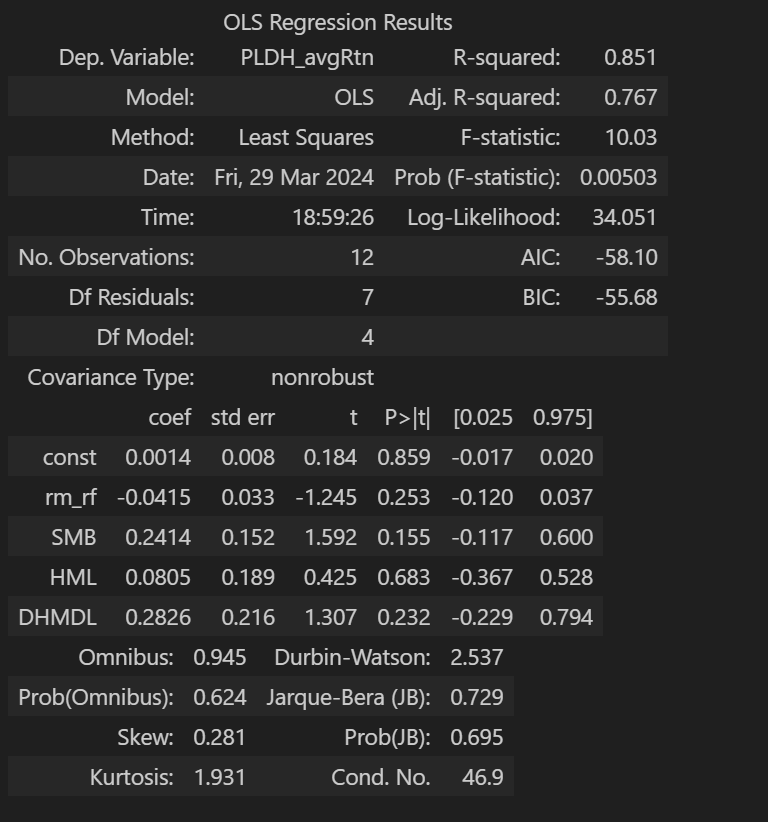 OLS Regression Results
Dep. Variable: PLDH_avgRtn R-squared: 0.851
Model: OLS Adj. R-squared: 0.767
Method: Least Squares F-statistic: 10.03
Date: Fri, 29 Mar 2024 Prob (F-statistic): 0.00503
Time: 18:59:26 Log-Likelihood: 34.051
No. Observations: 12 AIC: -58.10
Df Residuals: 7 BIC: -55.68
Df Model: 4
Covariance Type: nonrobust
coef std err t P>|t| [0.025 0.975]
const 0.0014 0.008 0.184 0.859 -0.017 0.020
rm_rf -0.0415 0.033 -1.245 0.253 -0.120 0.037
SMB 0.2414 0.152 1.592 0.155 -0.117 0.600
HML 0.0805 0.189 0.425 0.683 -0.367 0.528
DHMDL 0.2826 0.216 1.307 0.232 -0.229 0.794
Omnibus: 0.945 Durbin-Watson: 2.537
Prob(Omnibus): 0.624 Jarque-Bera (JB): 0.729
Skew: 0.281 Prob(JB): 0.695
Kurtosis: 1.931 Cond. No. 46.9